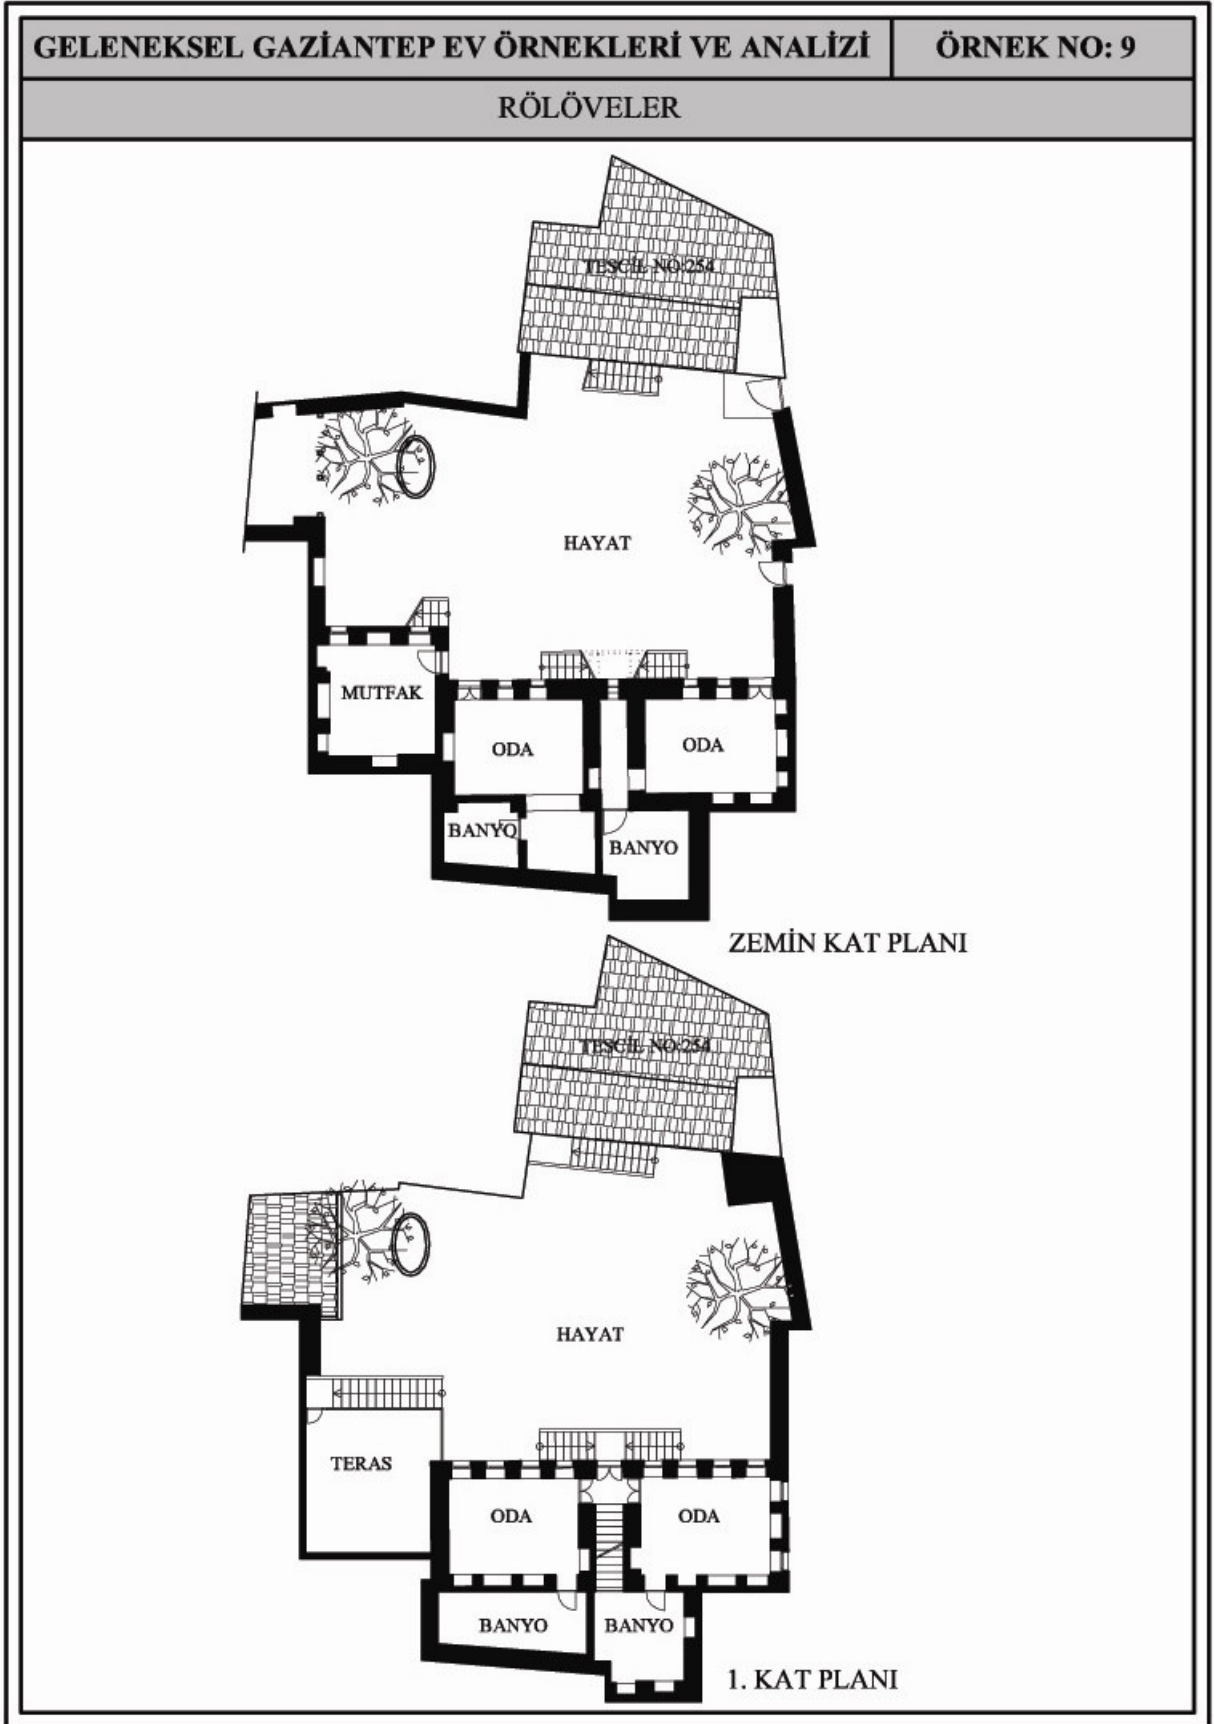 GELENEKSEL GAZİANTEP EV ÖRNEKLERİ VE ANALİZİ
ÖRNEK NO: 9
RÖLÖVELER
TESCİL NO:254
HAYAT
MUTFAK
ODA
ODA
BANYO
BANYO
ZEMİN KAT PLANI
TESCİL NO:254
HAYAT
TERAS
ODA
ODA
BANYO
BANYO
1. KAT PLANI